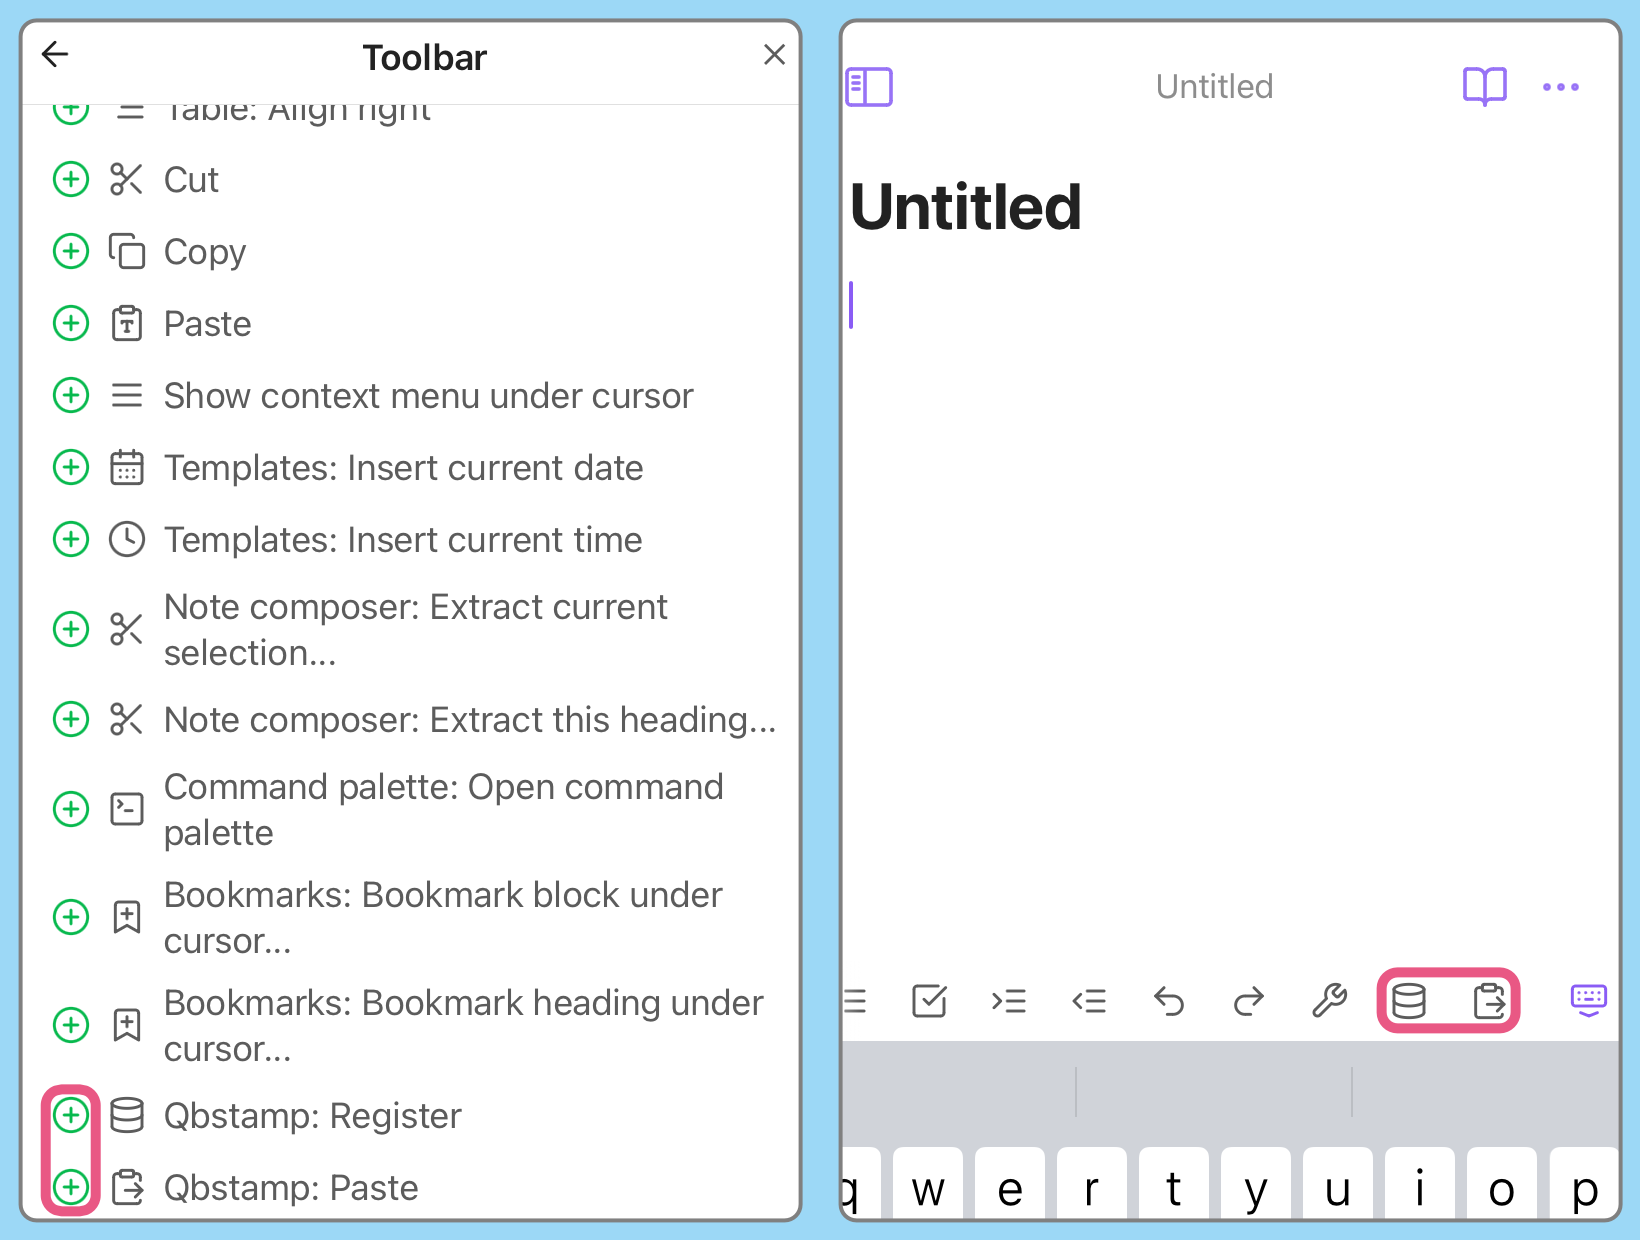 Toolbar
Table: Align right
Cut
Copy
Paste
Show context menu under cursor
Templates: Insert current date
Templates: Insert current time
Note composer: Extract current
selection...
Note composer: Extract this heading...
Command palette: Open command
palette
Bookmarks: Bookmark block under
cursor...
Bookmarks: Bookmark heading under
cursor...
Qbstamp: Register
Qbstamp: Paste
Untitled
Untitled
q w e r t y u i o p